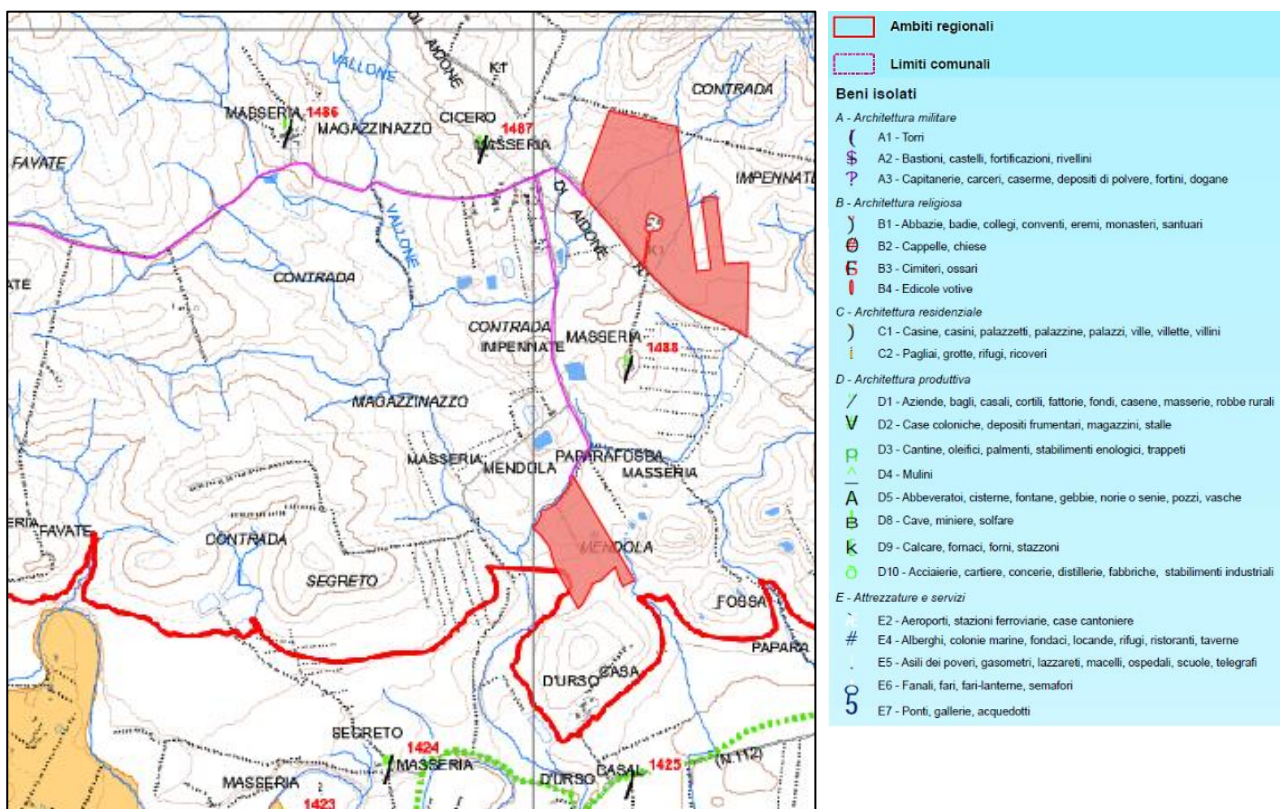 VALLONE
DI AIDONE
K1
CONTRADA
MASSERIA 1486
MAGAZZINAZZO
CICERO
1487
MASSERIA
FAVATE
IMPENNATE
DI AIDONE
VALLONE
CONTRADA
CONTRADA
IMPENNATE
MASSERIA
1488
MAGAZZINAZZO
MASSERIA
MENDOLA
PAPARAFOSSA
MASSERIA
FAVATE
CONTRADA
SEGRETO
MENDOLA
FOSSA
PAPARA
D'URSO
CASA
SEGRETO
1424
MASSERIA
MASSERIA
1423
D'URSO
CASAL
1425
(N.112)
Ambiti regionali
Limiti comunali
Beni isolati
A - Architettura militare
A1 - Torri
A2 - Bastioni, castelli, fortificazioni, rivellini
A3 - Capitanerie, carceri, caserme, depositi di polvere, fortini, dogane
B - Architettura religiosa
B1 - Abbazie, badie, collegi, conventi, eremi, monasteri, santuari
B2 - Cappelle, chiese
B3 - Cimiteri, ossari
B4 - Edicole votive
C - Architettura residenziale
C1 - Casine, casini, palazzetti, palazzine, palazzi, ville, villette, villini
C2 - Pagliai, grotte, rifugi, ricoveri
D - Architettura produttiva
D1 - Aziende, bagli, casali, cortili, fattorie, fondi, casene, masserie, robbe rurali
D2 - Case coloniche, depositi frumentari, magazzini, stalle
D3 - Cantine, oleifici, palmenti, stabilimenti enologici, trappeti
D4 - Mulini
D5 - Abbeveratoi, cisterne, fontane, gebbie, norie o senie, pozzi, vasche
D8 - Cave, miniere, solfare
D9 - Calcare, fornaci, forni, stazzoni
D10 - Acciaierie, cartiere, concerie, distillerie, fabbriche, stabilimenti industriali
E - Attrezzature e servizi
E2 - Aeroporti, stazioni ferroviarie, case cantoniere
E4 - Alberghi, colonie marine, fondaci, locande, rifugi, ristoranti, taverne
E5 - Asili dei poveri, gasometri, lazzareti, macelli, ospedali, scuole, telegrafi
E6 - Fanali, fari, fari-lanterne, semafori
E7 - Ponti, gallerie, acquedotti